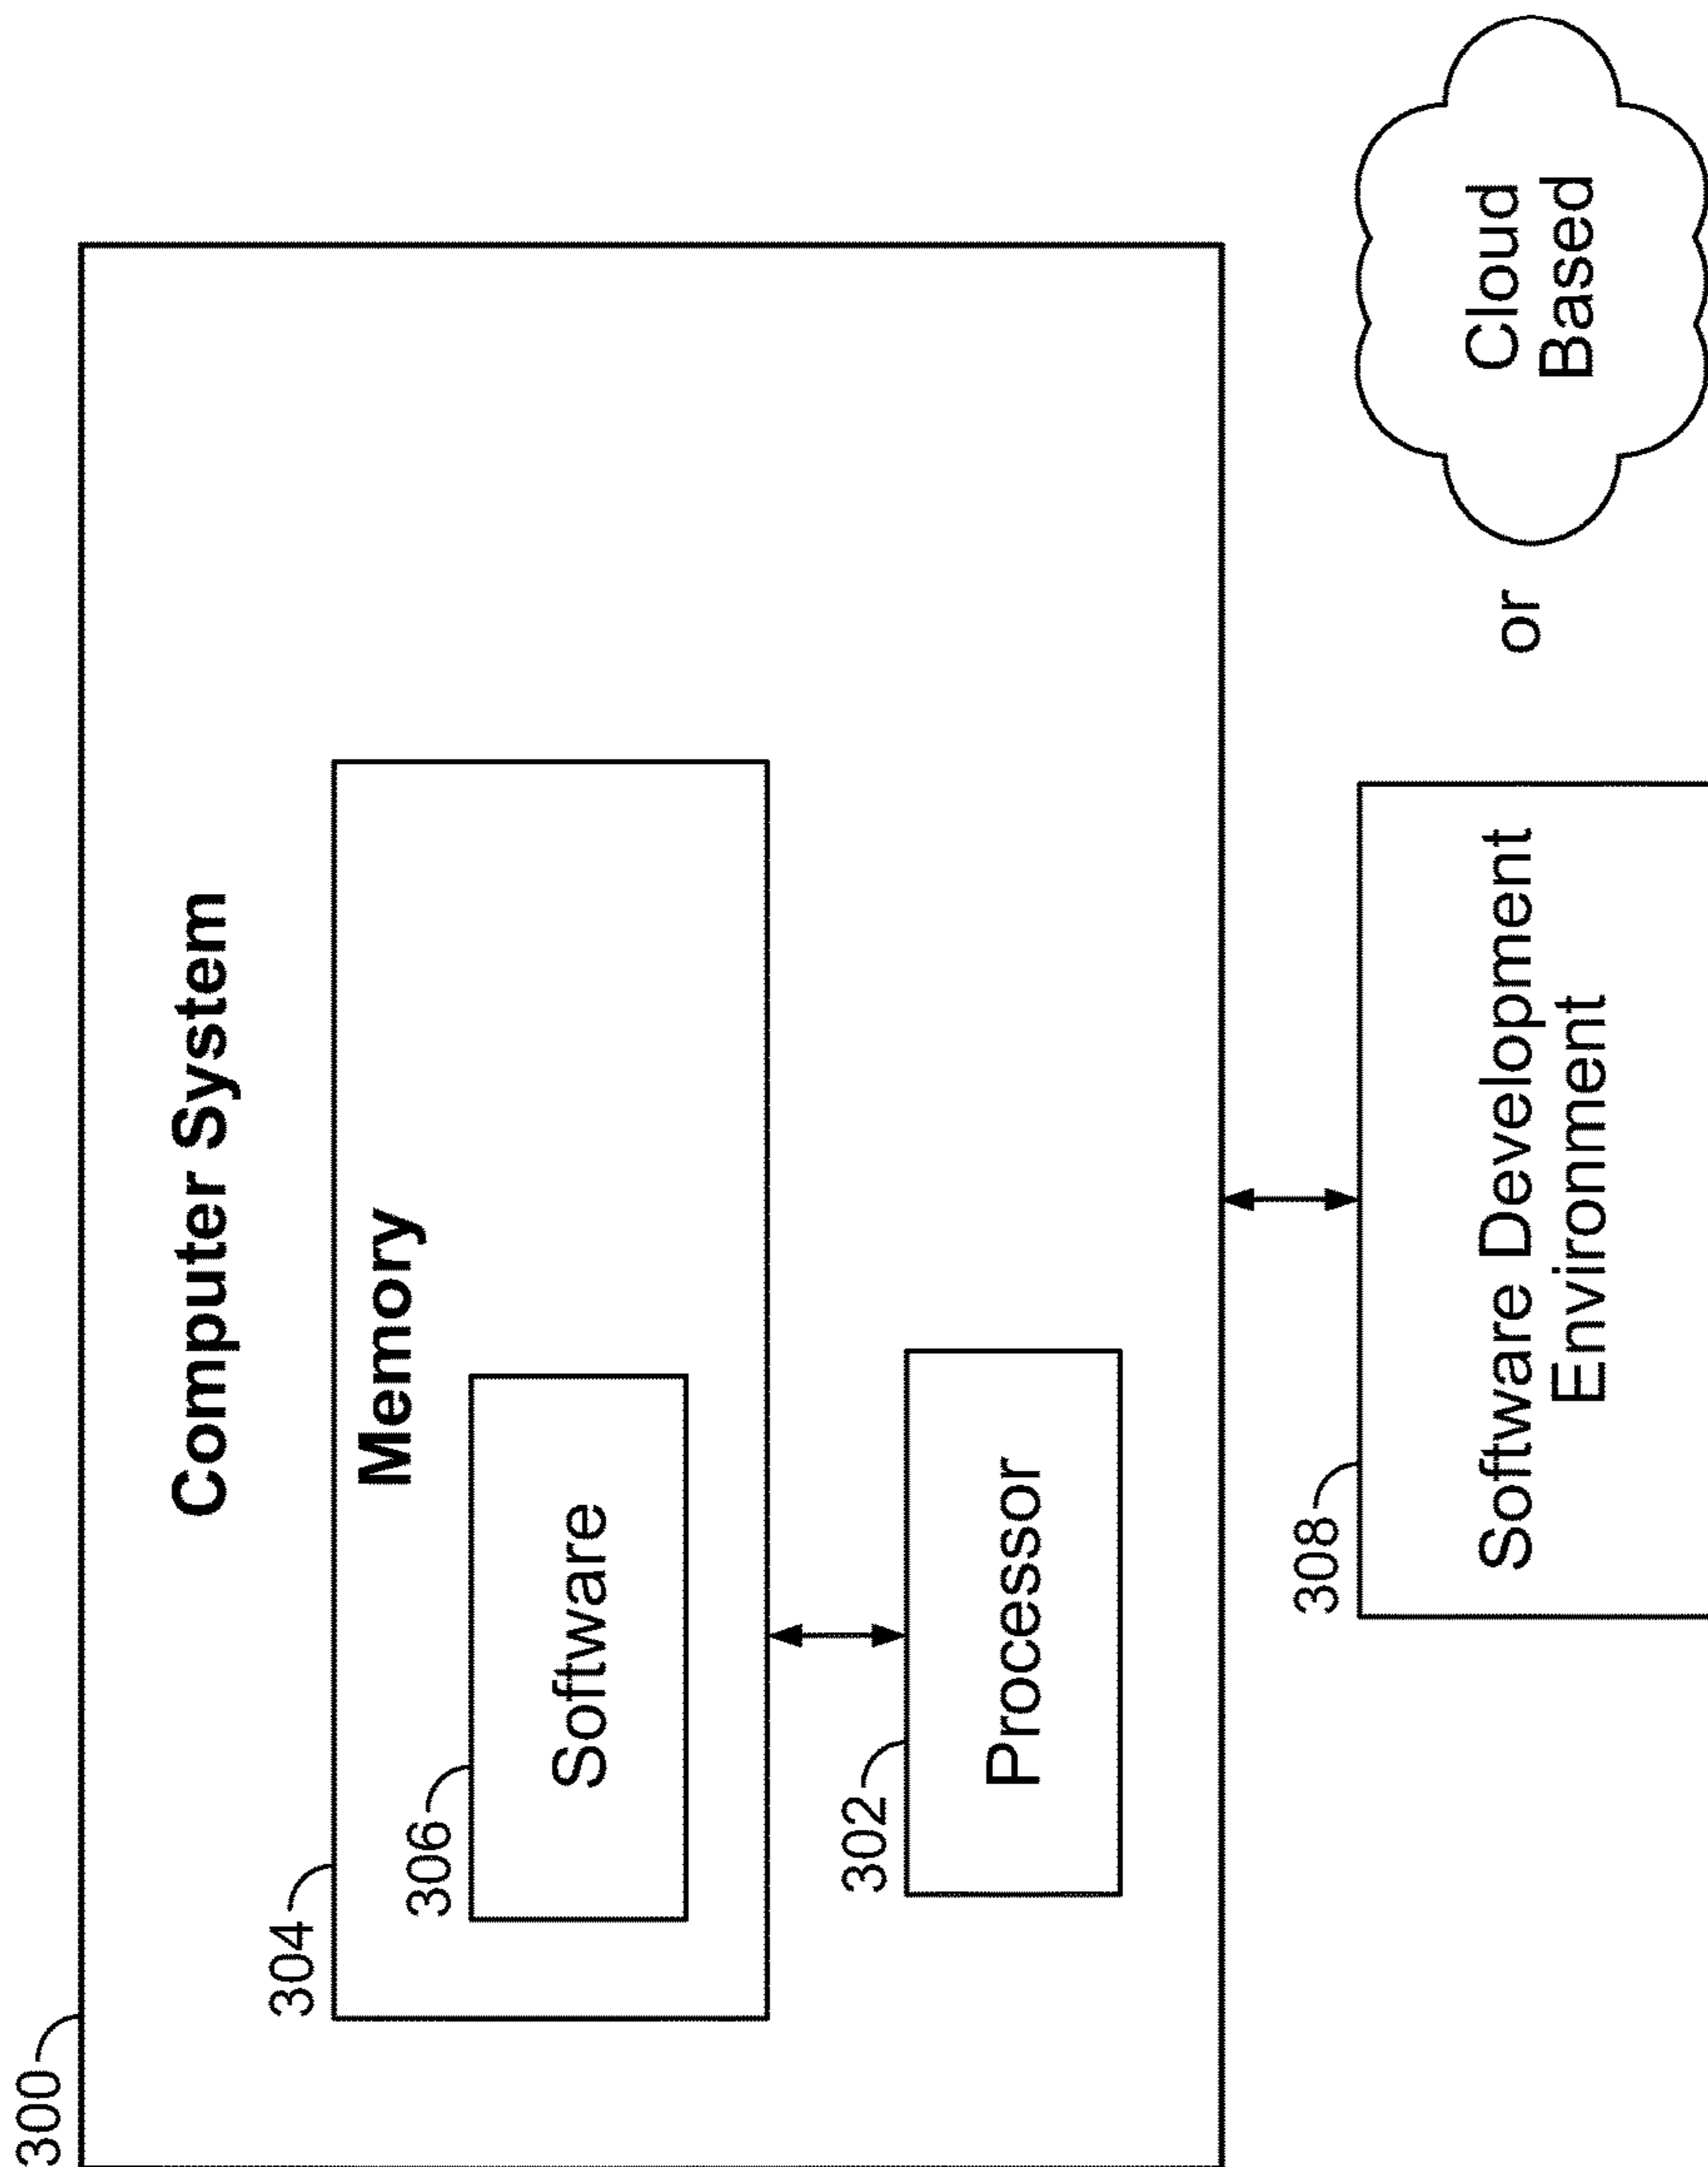 300
Computer System
304
Memory
306
Software
302
Processor
308
Software Development
Environment
or
Cloud
Based